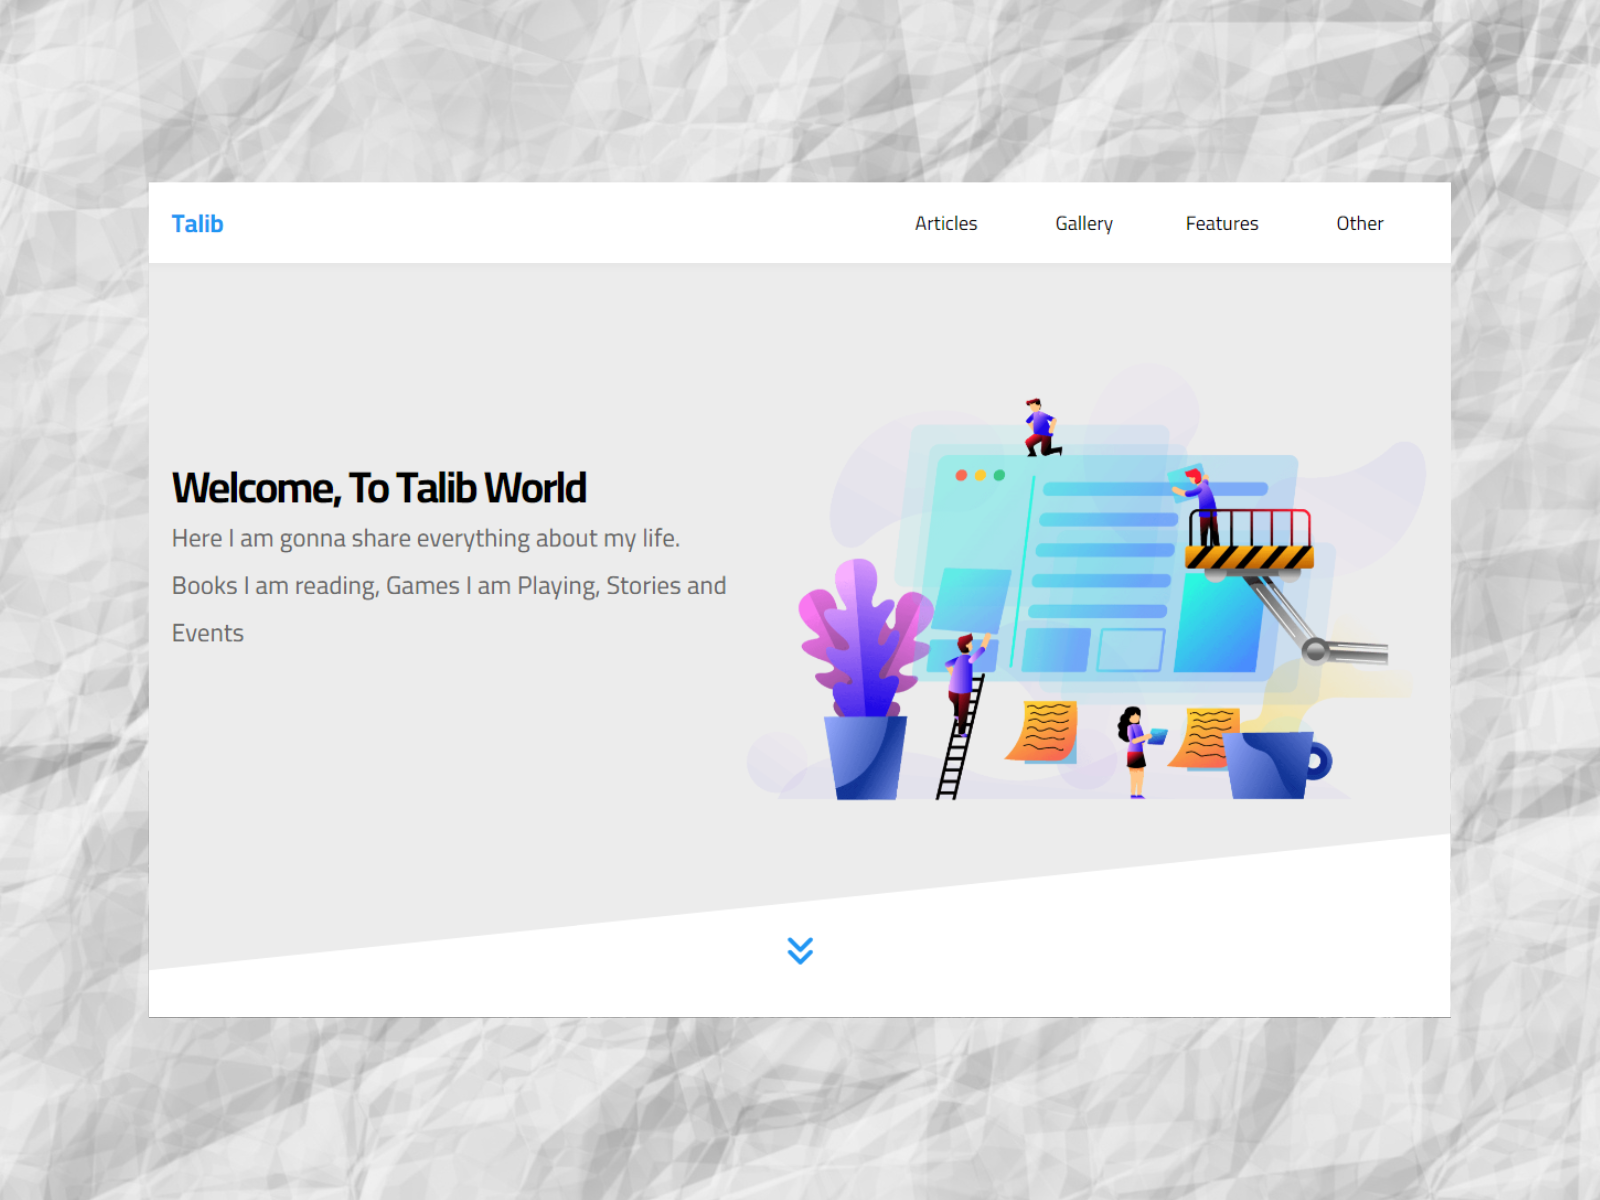 Talib
Articles
Gallery
Features
Other
Welcome, To Talib World
Here I am gonna share everything about my life.
Books I am reading, Games I am Playing, Stories and
Events